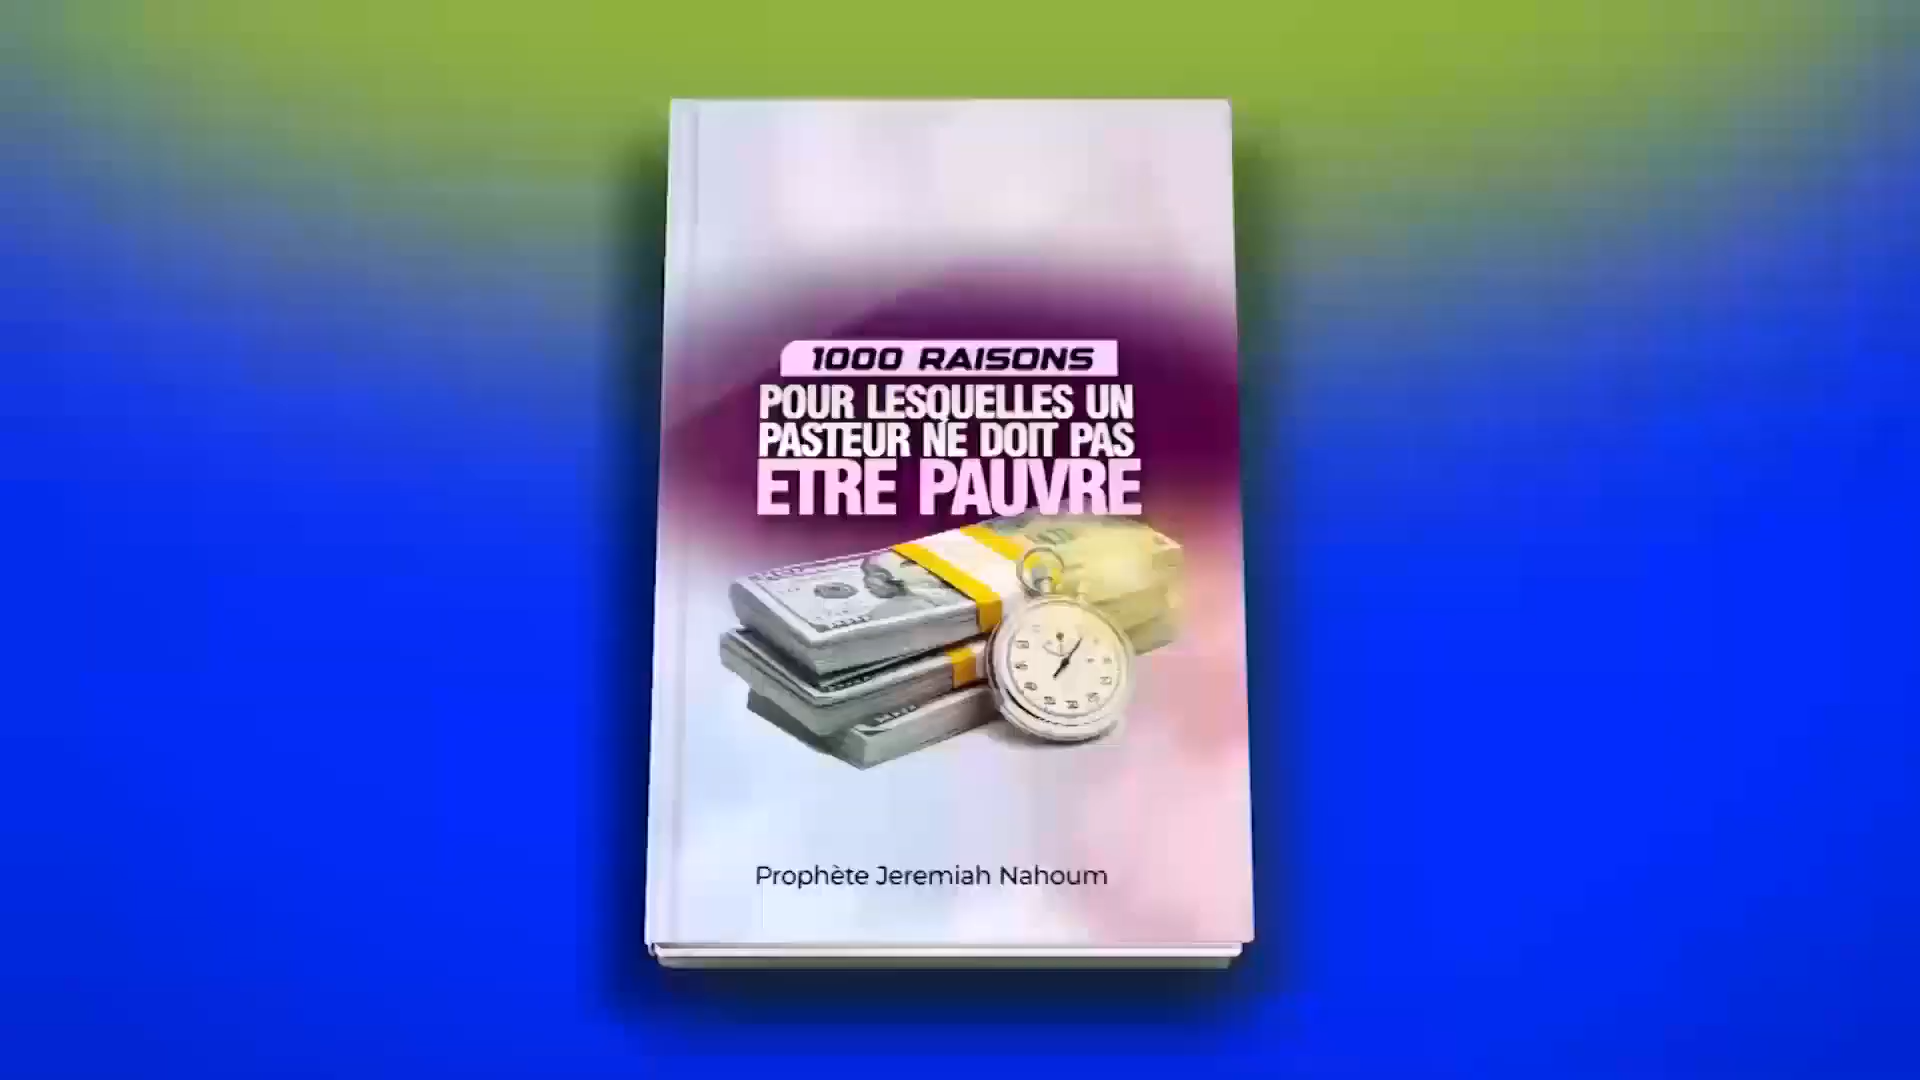 1000 RAISONS
POUR LESQUELLES UN
PASTEUR NE DOIT PAS
ETRE PAUVRE
Prophète Jeremiah Nahoum